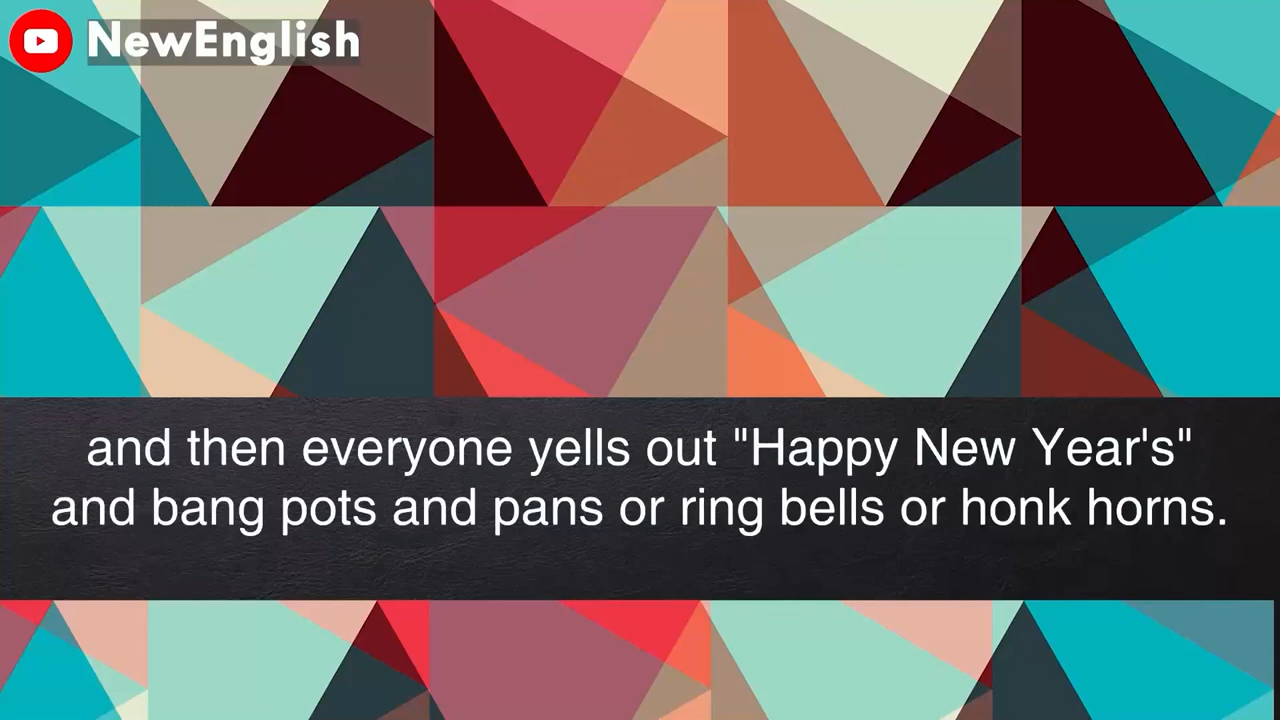 NewEnglish
and then everyone yells out "Happy New Year's"
and bang pots and pans or ring bells or honk horns.